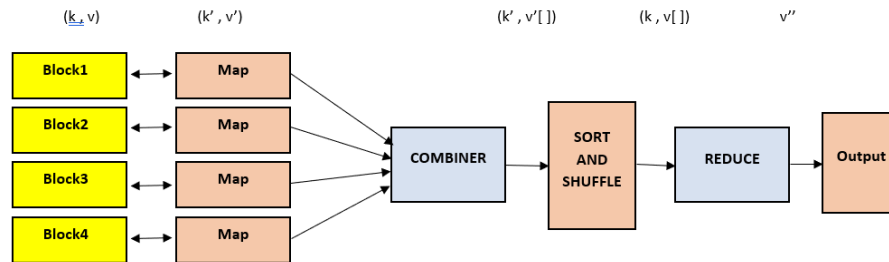 (k , v) (k’ , v’) (k’ , v’[ ]) (k , v[ ]) v’’
Block1 Map
Block2 Map
Block3 Map
Block4 Map
COMBINER
SORT
AND
SHUFFLE
REDUCE
Output